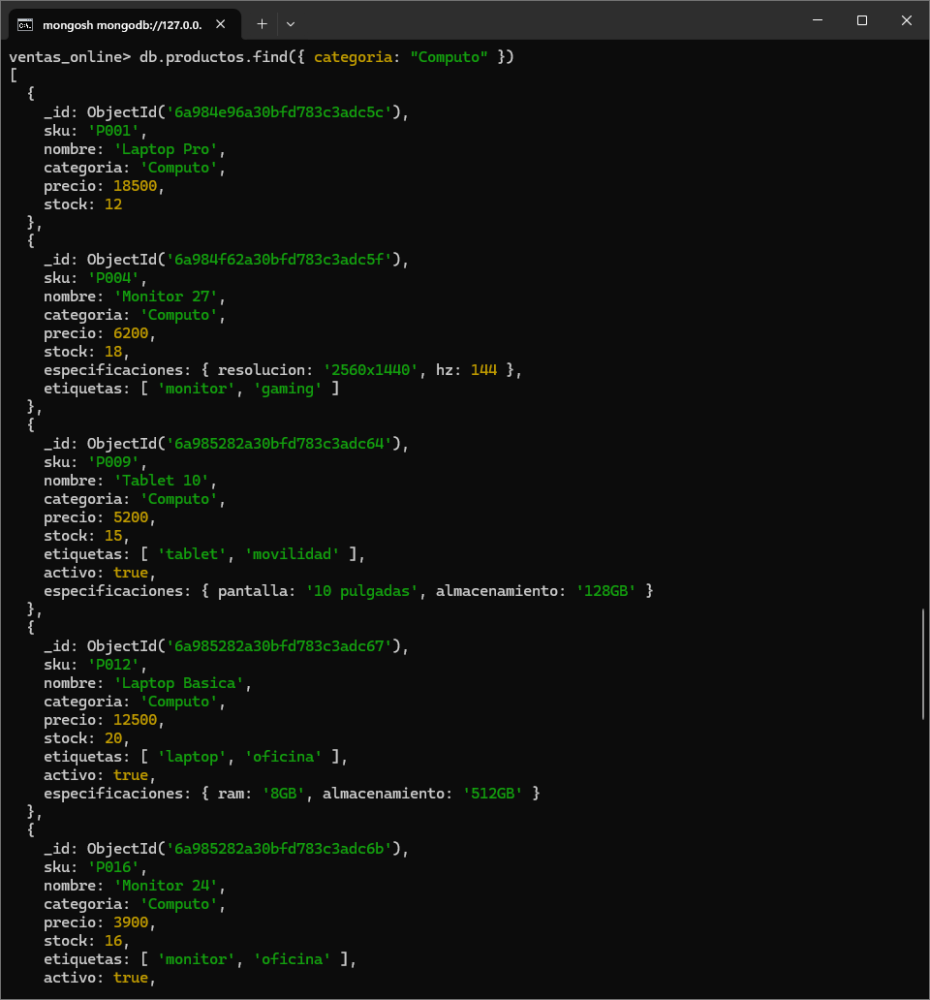 mongosh mongodb://127.0.0.
ventas_online> db.productos.find({ categoria: "Computo" })
[
  {
    _id: ObjectId('6a984e96a30bfd783c3adc5c'),
    sku: 'P001',
    nombre: 'Laptop Pro',
    categoria: 'Computo',
    precio: 18500,
    stock: 12
  },
  {
    _id: ObjectId('6a984f62a30bfd783c3adc5f'),
    sku: 'P004',
    nombre: 'Monitor 27',
    categoria: 'Computo',
    precio: 6200,
    stock: 18,
    especificaciones: { resolucion: '2560x1440', hz: 144 },
    etiquetas: [ 'monitor', 'gaming' ]
  },
  {
    _id: ObjectId('6a985282a30bfd783c3adc64'),
    sku: 'P009',
    nombre: 'Tablet 10',
    categoria: 'Computo',
    precio: 5200,
    stock: 15,
    etiquetas: [ 'tablet', 'movilidad' ],
    activo: true,
    especificaciones: { pantalla: '10 pulgadas', almacenamiento: '128GB' }
  },
  {
    _id: ObjectId('6a985282a30bfd783c3adc67'),
    sku: 'P012',
    nombre: 'Laptop Basica',
    categoria: 'Computo',
    precio: 12500,
    stock: 20,
    etiquetas: [ 'laptop', 'oficina' ],
    activo: true,
    especificaciones: { ram: '8GB', almacenamiento: '512GB' }
  },
  {
    _id: ObjectId('6a985282a30bfd783c3adc6b'),
    sku: 'P016',
    nombre: 'Monitor 24',
    categoria: 'Computo',
    precio: 3900,
    stock: 16,
    etiquetas: [ 'monitor', 'oficina' ],
    activo: true,